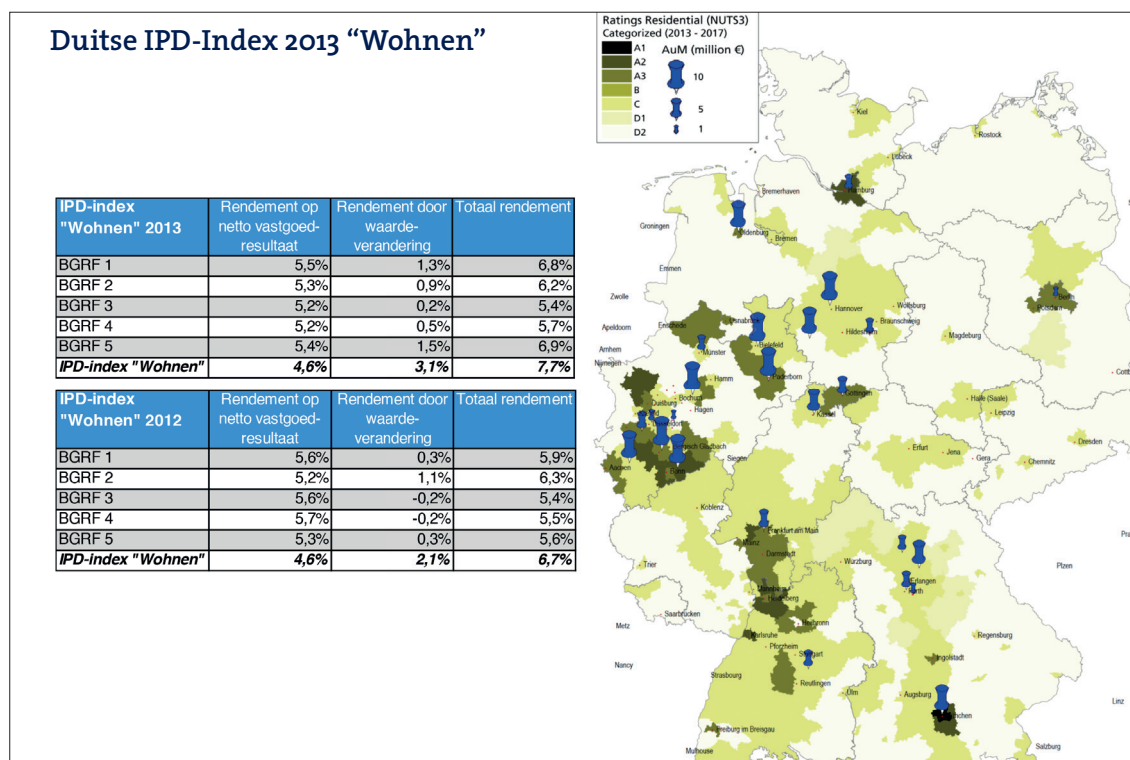 Duitse IPD-Index 2013 “Wohnen”
IPD-index "Wohnen" 2013 Rendement op netto vastgoed-resultaat Rendement door waarde-verandering Totaal rendement
BGRF 1 5,5% 1,3% 6,8%
BGRF 2 5,3% 0,9% 6,2%
BGRF 3 5,2% 0,2% 5,4%
BGRF 4 5,2% 0,5% 5,7%
BGRF 5 5,4% 1,5% 6,9%
IPD-index "Wohnen" 4,6% 3,1% 7,7%
IPD-index "Wohnen" 2012 Rendement op netto vastgoed-resultaat Rendement door waarde-verandering Totaal rendement
BGRF 1 5,6% 0,3% 5,9%
BGRF 2 5,2% 1,1% 6,3%
BGRF 3 5,6% -0,2% 5,4%
BGRF 4 5,7% -0,2% 5,5%
BGRF 5 5,3% 0,3% 5,6%
IPD-index "Wohnen" 4,6% 2,1% 6,7%
Ratings Residential (NUTS3)
Categorized (2013 - 2017)
A1 AuM (million €)
A2
A3 10
B
C 5
D1
D2 1
Kiel
Rostock
Lübeck
Hamburg
Bremerhaven
Groningen
Oldenburg
Bremen
Emmen
Zwolle
Hannover
Wolfsburg
Berlin
Potsdam
Apeldoorn
Enschede
Osnabrück
Hildesheim
Braunschweig
Magdeburg
Arnhem
Nijmegen
Münster
Bielefeld
Paderborn
Hamm
Göttingen
Cott
Duisburg
Bochum
Hagen
Kassel
Halle (Saale)
Leipzig
Düsseldorf
Bergisch Gladbach
Siegen
Erfurt
Jena
Gera
Dresden
Chemnitz
Aachen
Bonn
Koblenz
Frankfurt am Main
Mainz
Darmstadt
Würzburg
Trier
Erlangen
Fürth
Plzen
Pra
Mannheim
Heidelberg
Saarbrücken
Metz
Heilbronn
Karlsruhe
Regensburg
Pforzheim
Stuttgart
Ingolstadt
Nancy
Strasbourg
Reutlingen
Ulm
Augsburg
München
Linz
Freiburg im Breisgau
Mulhouse
Salzburg